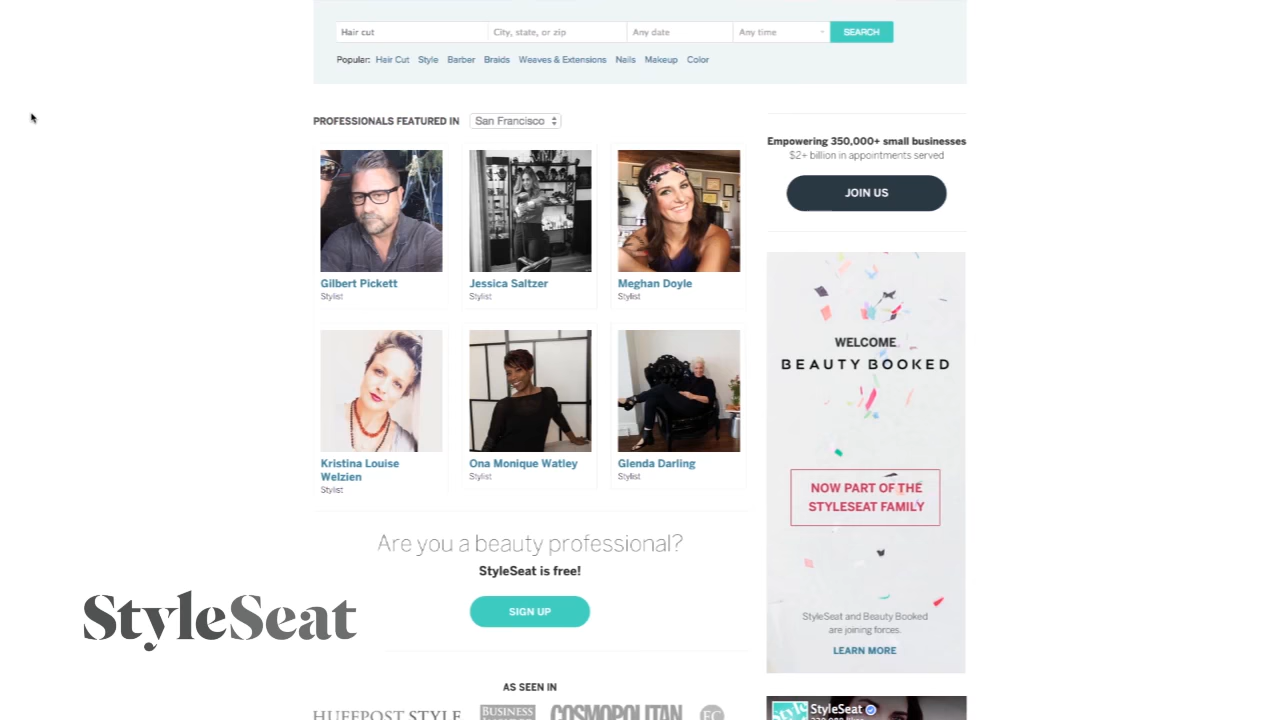 Hair cut City, state, or zip Any date Any time SEARCH
Popular: Hair Cut Style Barber Braids Weaves & Extensions Nails Makeup Color
PROFESSIONALS FEATURED IN San Francisco
Gilbert Pickett
Stylist
Jessica Saltzer
Stylist
Meghan Doyle
Stylist
Kristina Louise
Welzien
Stylist
Ona Monique Watley
Stylist
Glenda Darling
Stylist
Are you a beauty professional?
StyleSeat is free!
SIGN UP
AS SEEN IN
HUFFPOST STYLE
BUSINESS
COSMOPOLITAN
Empowering 350,000+ small businesses
$2+ billion in appointments served
JOIN US
WELCOME
BEAUTY BOOKED
NOW PART OF THE
STYLESEAT FAMILY
StyleSeat and Beauty Booked
are joining forces.
LEARN MORE
StyleSeat
StyleSeat